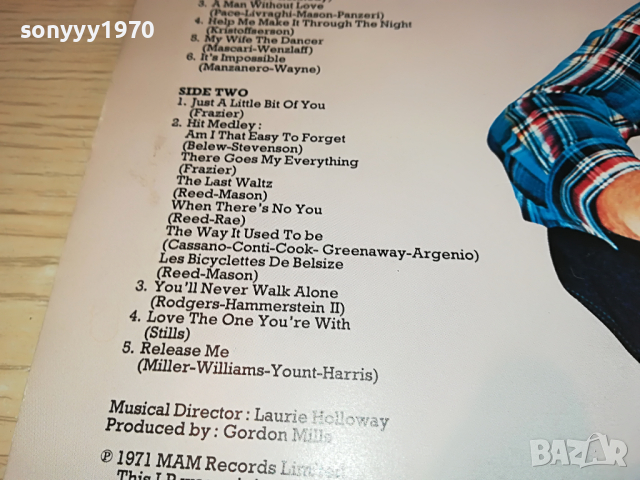 sonyyy1970
3. A Man Without Love
(Pace-Livraghi-Mason-Panzeri)
4. Help Me Make It Through The Night
(Kristofferson)
5. My Wife The Dancer
(Mascari-Wenzlaff)
6. It's Impossible
(Manzanero-Wayne)
SIDE TWO
1. Just A Little Bit Of You
(Frazier)
2. Hit Medley :
Am I That Easy To Forget
(Belew-Stevenson)
There Goes My Everything
(Frazier)
The Last Waltz
(Reed-Mason)
When There's No You
(Reed-Rae)
The Way It Used To be
(Cassano-Conti-Cook- Greenaway-Argenio)
Les Bicyclettes De Belsize
(Reed-Mason)
3. You'll Never Walk Alone
(Rodgers-Hammerstein II)
4. Love The One You're With
(Stills)
5. Release Me
(Miller-Williams-Yount-Harris)
Musical Director : Laurie Holloway
Produced by : Gordon Mills
℗ 1971 MAM Records Limited
This LP
BAZAR